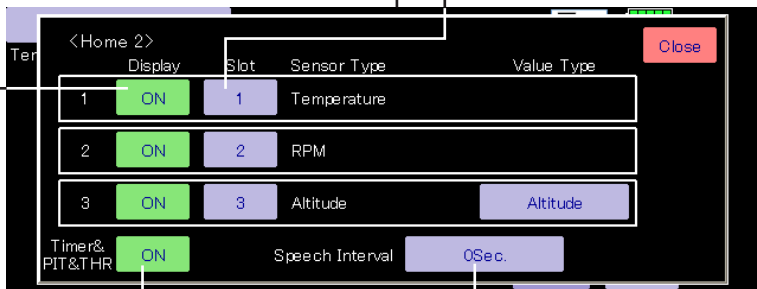 <Home 2>
Close
Ter
Display Slot Sensor Type Value Type
1 ON 1 Temperature
2 ON 2 RPM
3 ON 3 Altitude Altitude
Timer&
PIT&THR ON Speech Interval 0Sec.